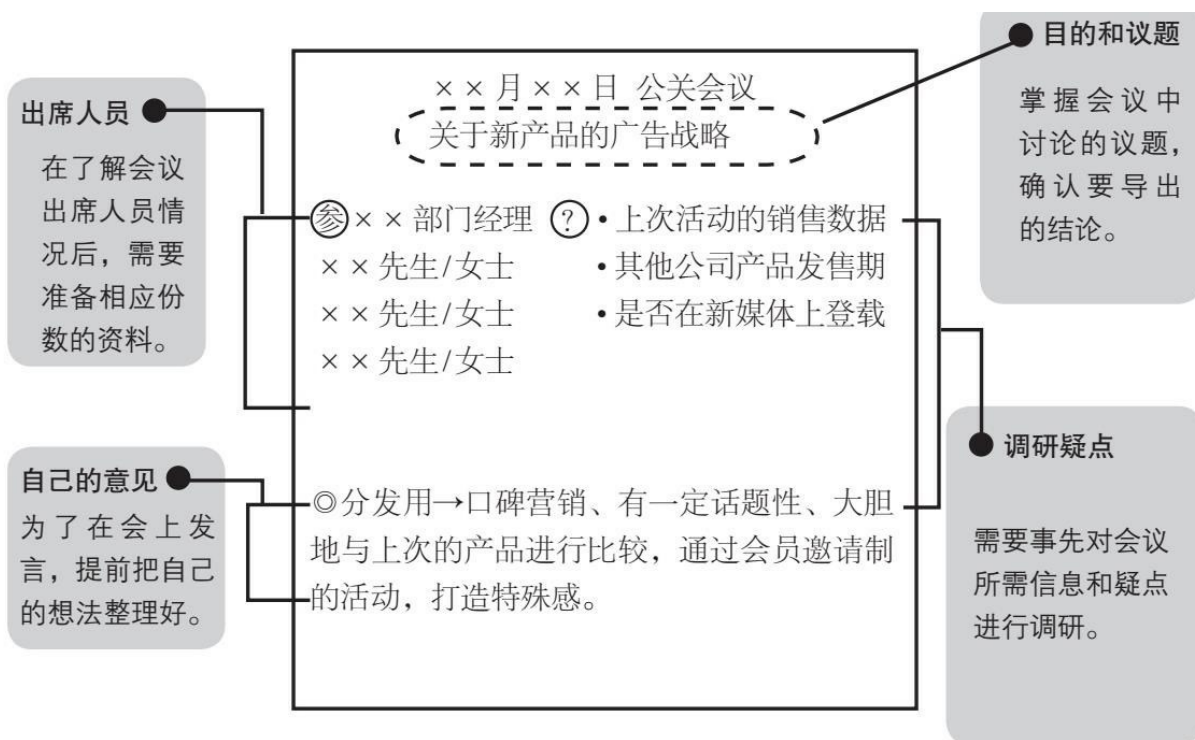 目的和议题
掌握会议中
讨论的议题，
确认要导出
的结论。
出席人员
在了解会议
出席人员情
况后，需要
准备相应份
数的资料。
××月××日 公关会议
关于新产品的广告战略
参××部门经理
××先生/女士
××先生/女士
××先生/女士
?•上次活动的销售数据
•其他公司产品发售期
•是否在新媒体上登载
◎分发用→口碑营销、有一定话题性、大胆
地与上次的产品进行比较，通过会员邀请制
的活动，打造特殊感。
自己的意见
为了在会上发
言，提前把自己
的想法整理好。
调研疑点
需要事先对会议
所需信息和疑点
进行调研。